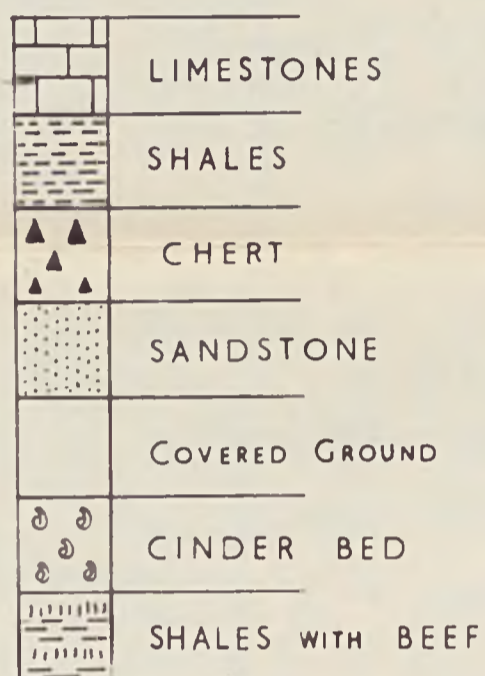 LIMESTONES
SHALES
CHERT
SANDSTONE
COVERED GROUND
CINDER BED
SHALES WITH BEEF